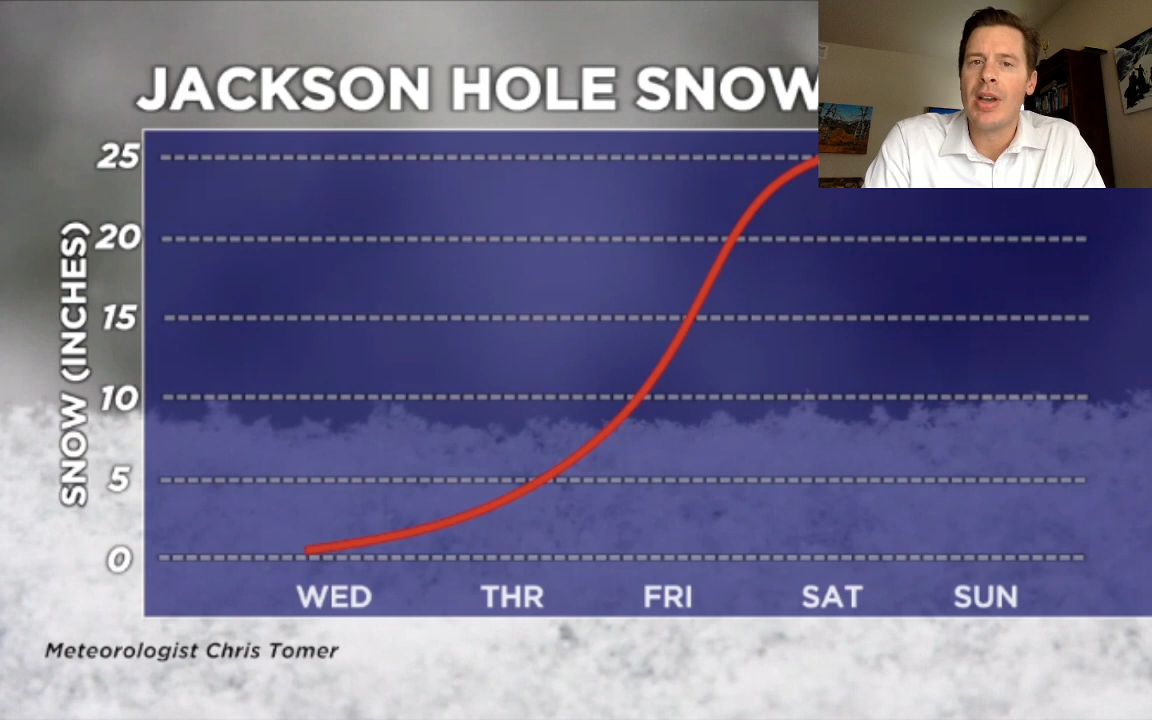 JACKSON HOLE SNOW
25
20
15
10
5
0
SNOW (INCHES)
WED THR FRI SAT SUN
Meteorologist Chris Tomer